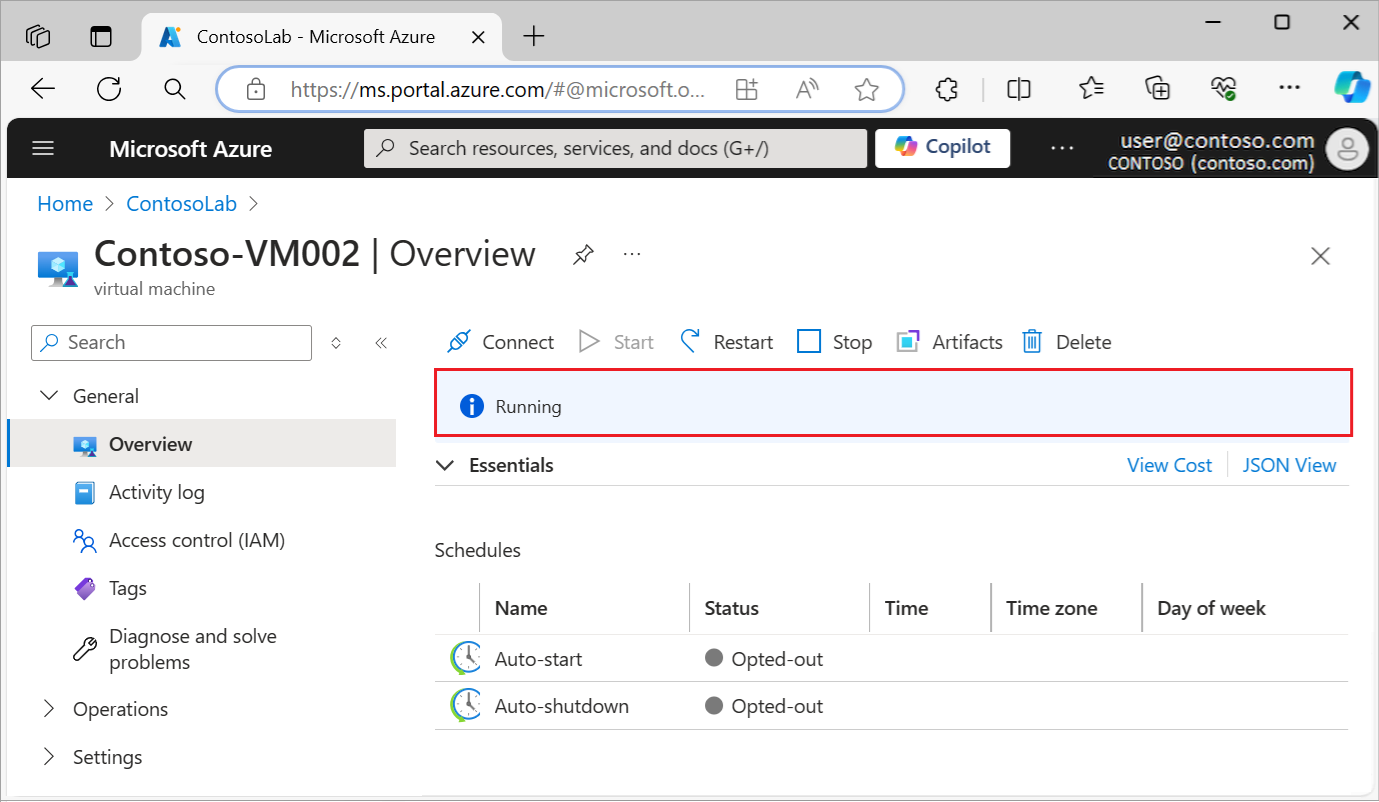 ContosoLab - Microsoft Azure
https://ms.portal.azure.com/#@microsoft.o...
Microsoft Azure
Search resources, services, and docs (G+/)
Copilot
user@contoso.com
CONTOSO (contoso.com)
Home > ContosoLab >
Contoso-VM002 | Overview
virtual machine
Search
Connect Start Restart Stop Artifacts Delete
General
Running
Overview
Essentials View Cost JSON View
Activity log
Access control (IAM)
Schedules
Tags
Name Status Time Time zone Day of week
Diagnose and solve
problems
Auto-start Opted-out
Auto-shutdown Opted-out
Operations
Settings